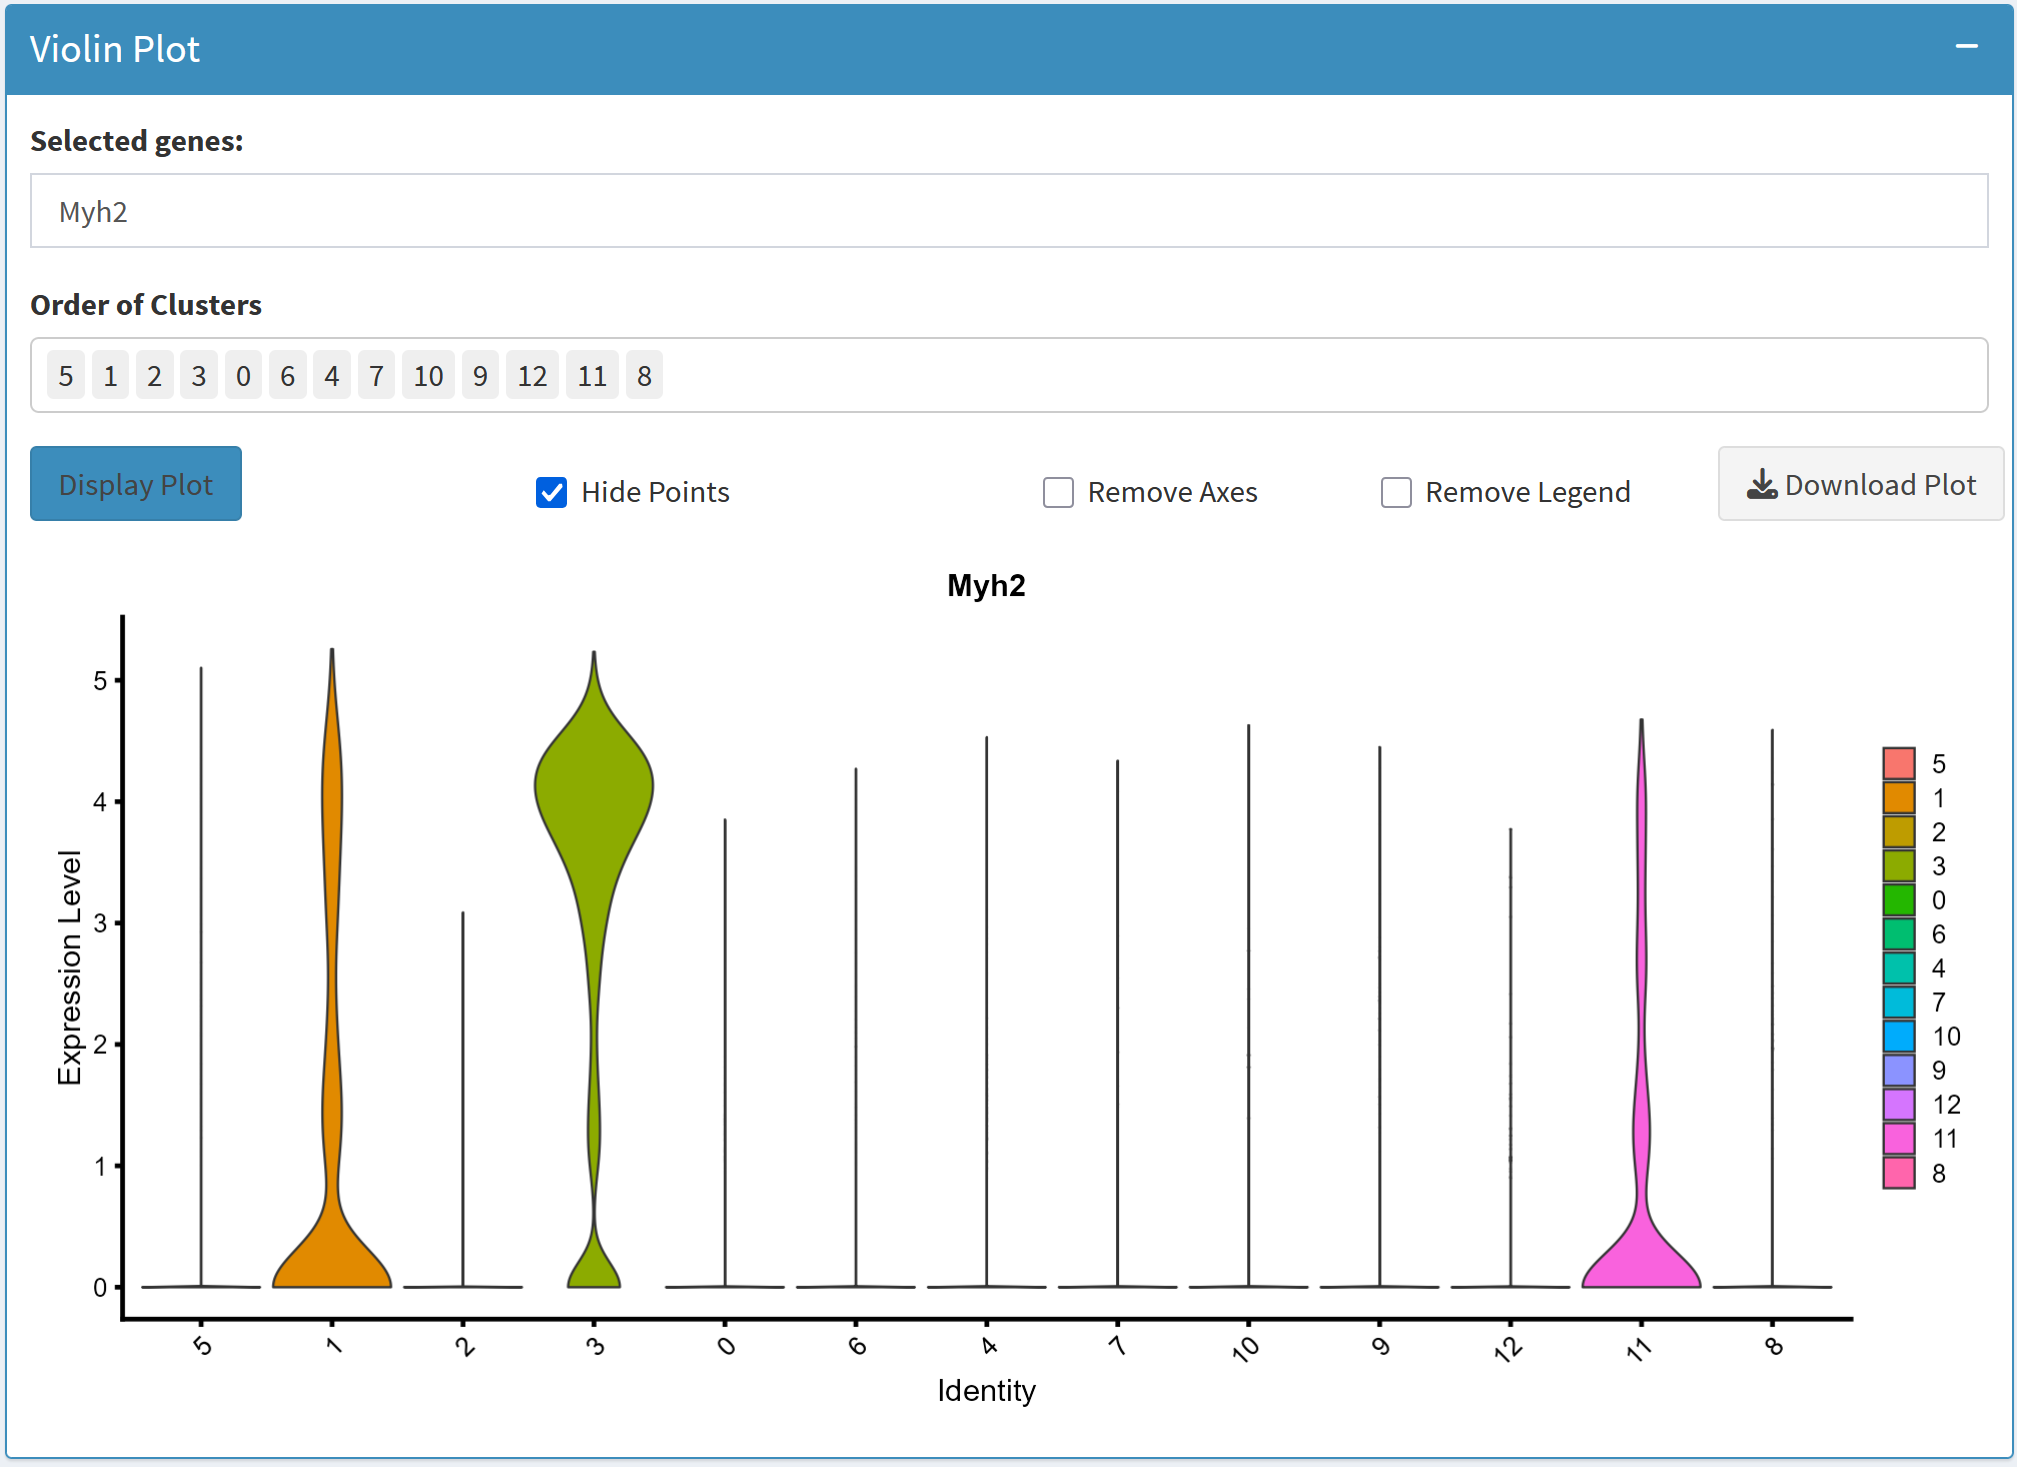 Violin Plot
Selected genes:
Myh2
Order of Clusters
5 1 2 3 0 6 4 7 10 9 12 11 8
Display Plot Hide Points Remove Axes Remove Legend Download Plot
Myh2
5
4
3
2
1
0
Expression Level
5 1 2 3 0 6 4 7 10 9 12 11 8
Identity
5
1
2
3
0
6
4
7
10
9
12
11
8